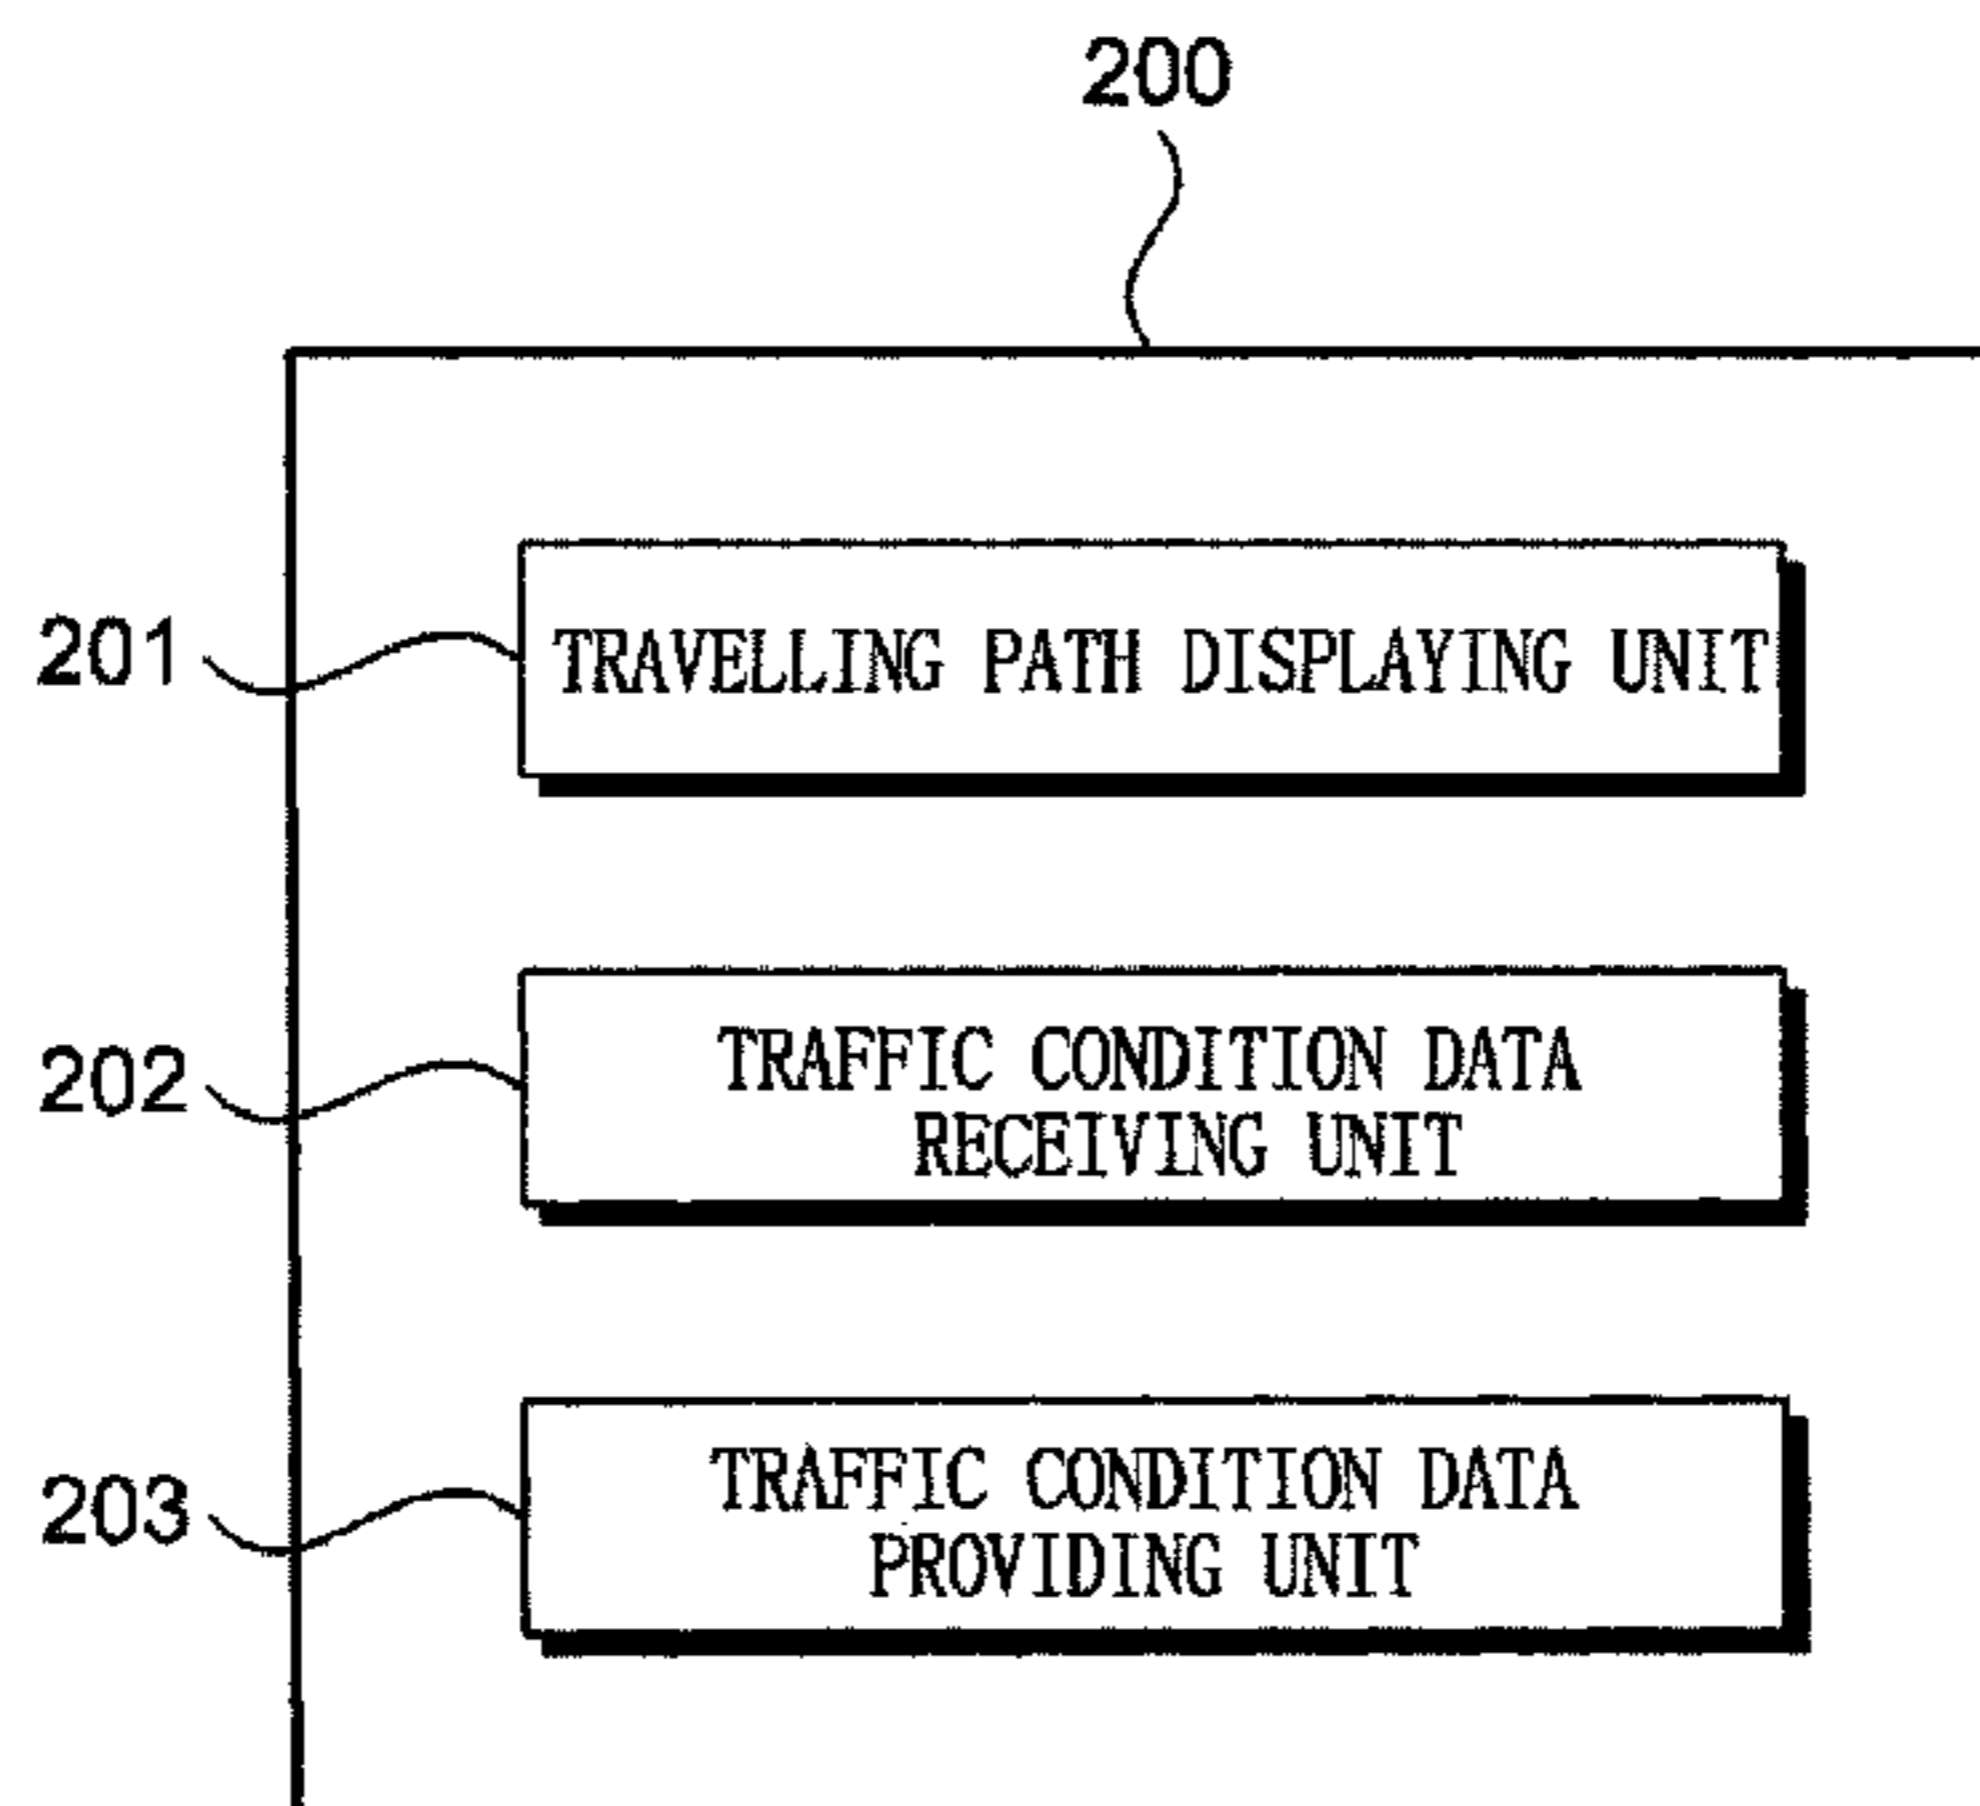 200
201
TRAVELLING PATH DISPLAYING UNIT
202
TRAFFIC CONDITION DATA
RECEIVING UNIT
203
TRAFFIC CONDITION DATA
PROVIDING UNIT